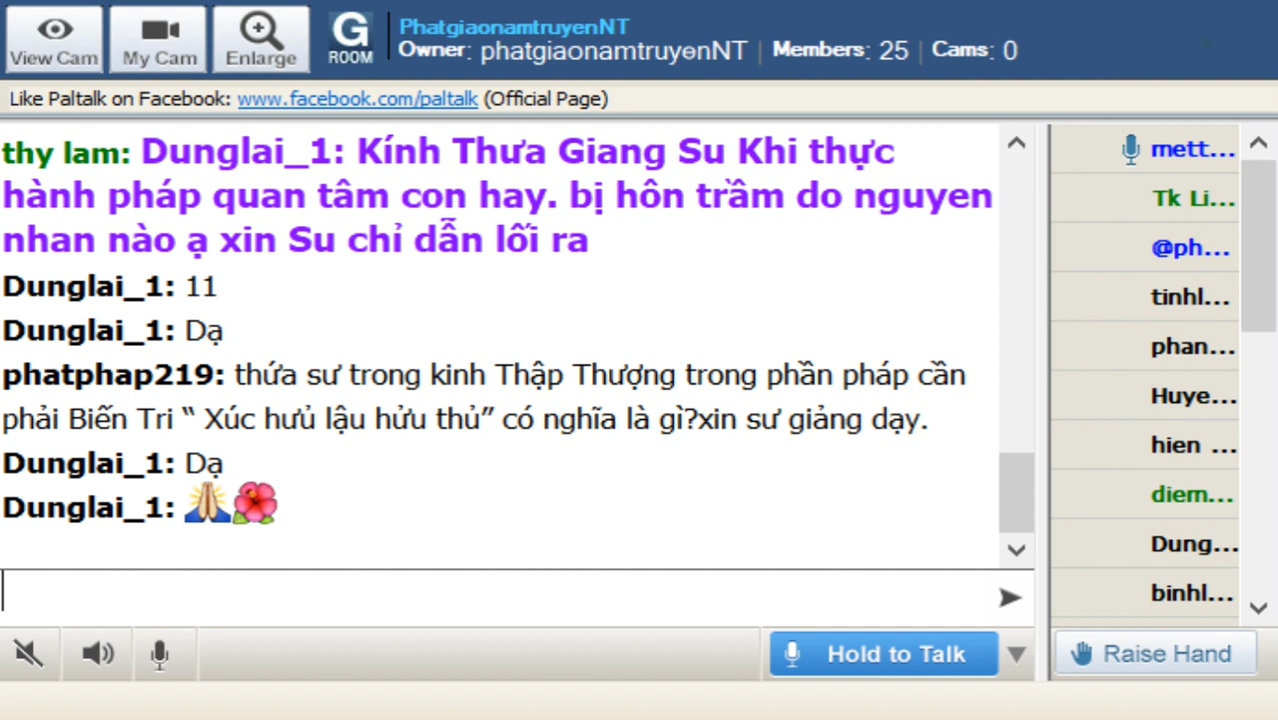 View Cam
My Cam
Enlarge
G
ROOM
PhatgiaonamtruyenNT
Owner: phatgiaonamtruyenNT | Members: 25 | Cams: 0
Like Paltalk on Facebook: www.facebook.com/paltalk (Official Page)
thy lam: Dunglai_1: Kính Thưa Giang Su Khi thực
hành pháp quan tâm con hay. bị hôn trầm do nguyen
nhan nào ạ xin Su chỉ dẫn lối ra
Dunglai_1: 11
Dunglai_1: Dạ
phatphap219: thứa sư trong kinh Thập Thượng trong phần pháp cần
phải Biến Tri “ Xúc hưủ lậu hửu thủ” có nghĩa là gì?xin sư giảng dạy.
Dunglai_1: Dạ
Dunglai_1:
mett...
Tk Li...
@ph...
tinhl...
phan...
Huye...
hien ...
diem...
Dung...
binhl...
Hold to Talk
Raise Hand